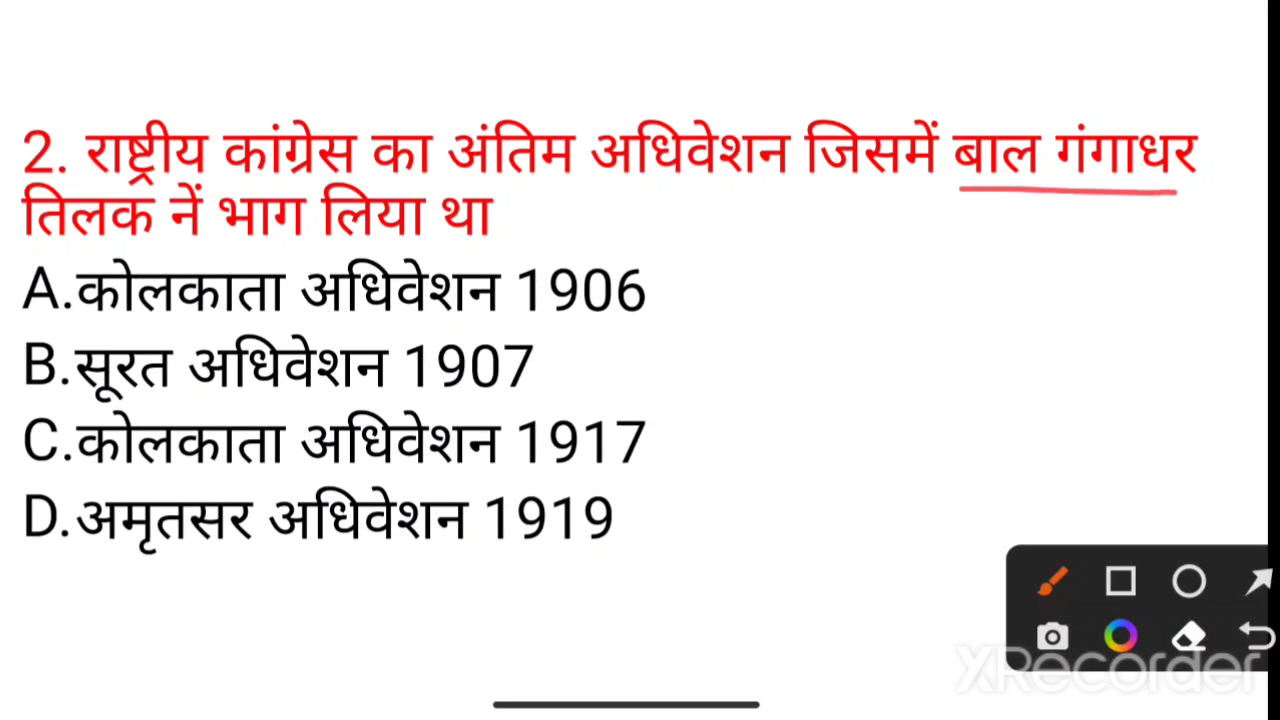 2. राष्ट्रीय कांग्रेस का अंतिम अधिवेशन जिसमें बाल गंगाधर
तिलक नें भाग लिया था
A.कोलकाता अधिवेशन 1906
B.सूरत अधिवेशन 1907
C.कोलकाता अधिवेशन 1917
D.अमृतसर अधिवेशन 1919
XRecorder